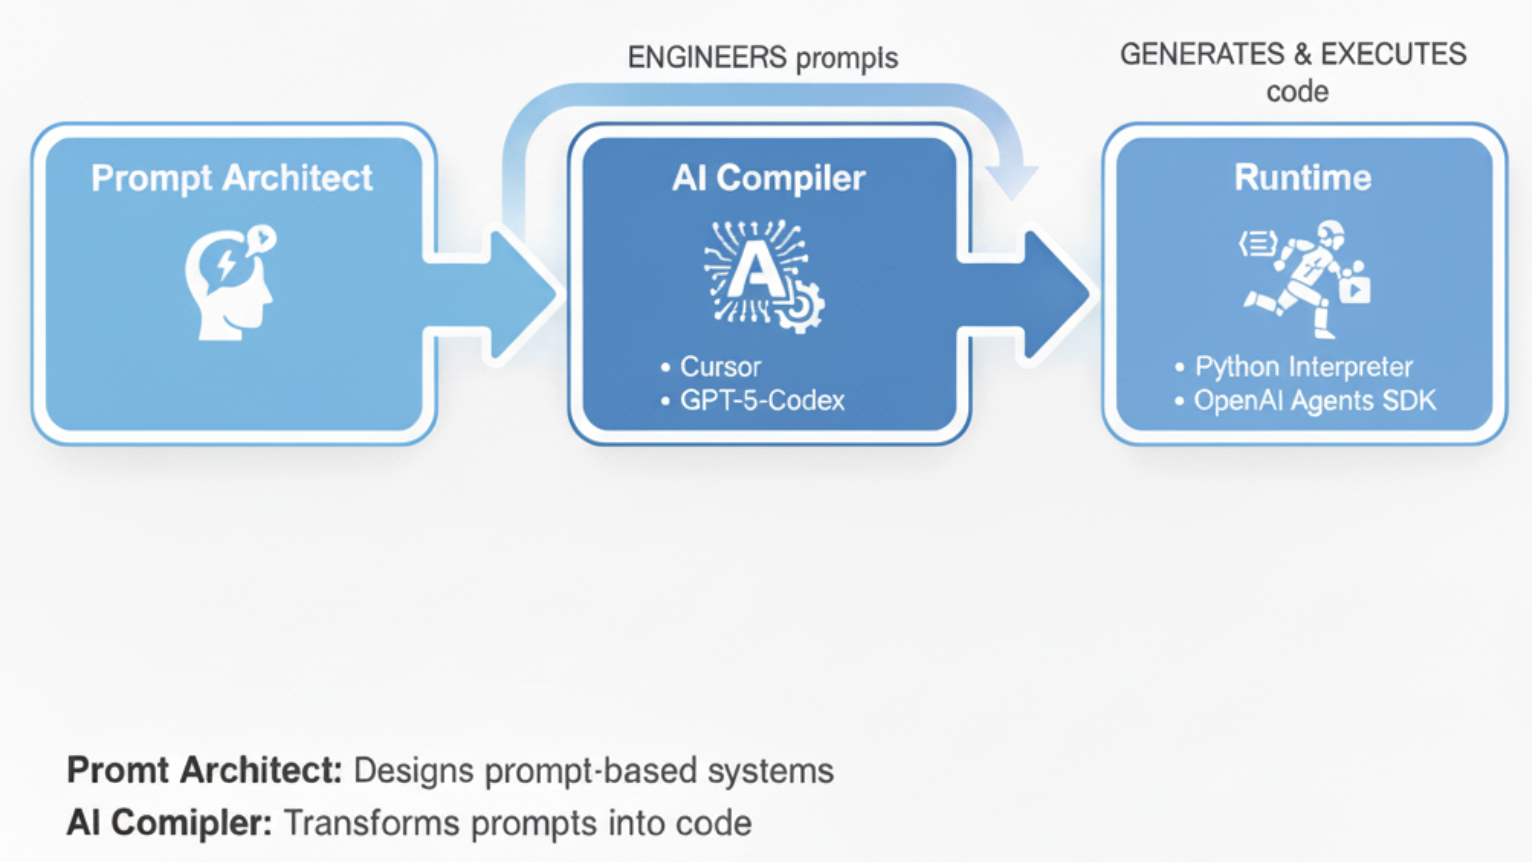 ENGINEERS prompis
GENERATES & EXECUTES
code
Prompt Architect
AI Compiler
• Cursor
• GPT-5-Codex
Runtime
• Python Interpreter
• OpenAI Agents SDK
Promt Architect: Designs prompt-based systems
AI Comipler: Transforms prompts into code